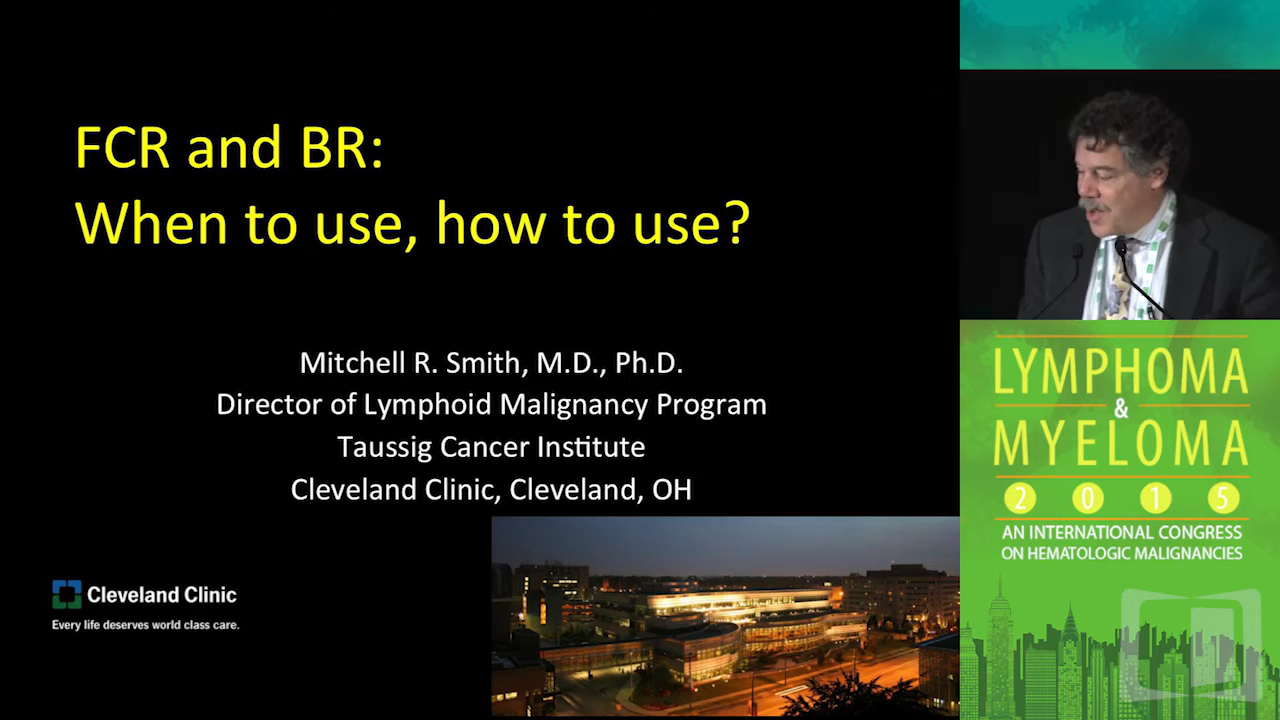 FCR and BR:
When to use, how to use?
Mitchell R. Smith, M.D., Ph.D.
Director of Lymphoid Malignancy Program
Taussig Cancer Institute
Cleveland Clinic, Cleveland, OH
Cleveland Clinic
Every life deserves world class care.
LYMPHOMA
&
MYELOMA
2 0 1 5
AN INTERNATIONAL CONGRESS
ON HEMATOLOGIC MALIGNANCIES